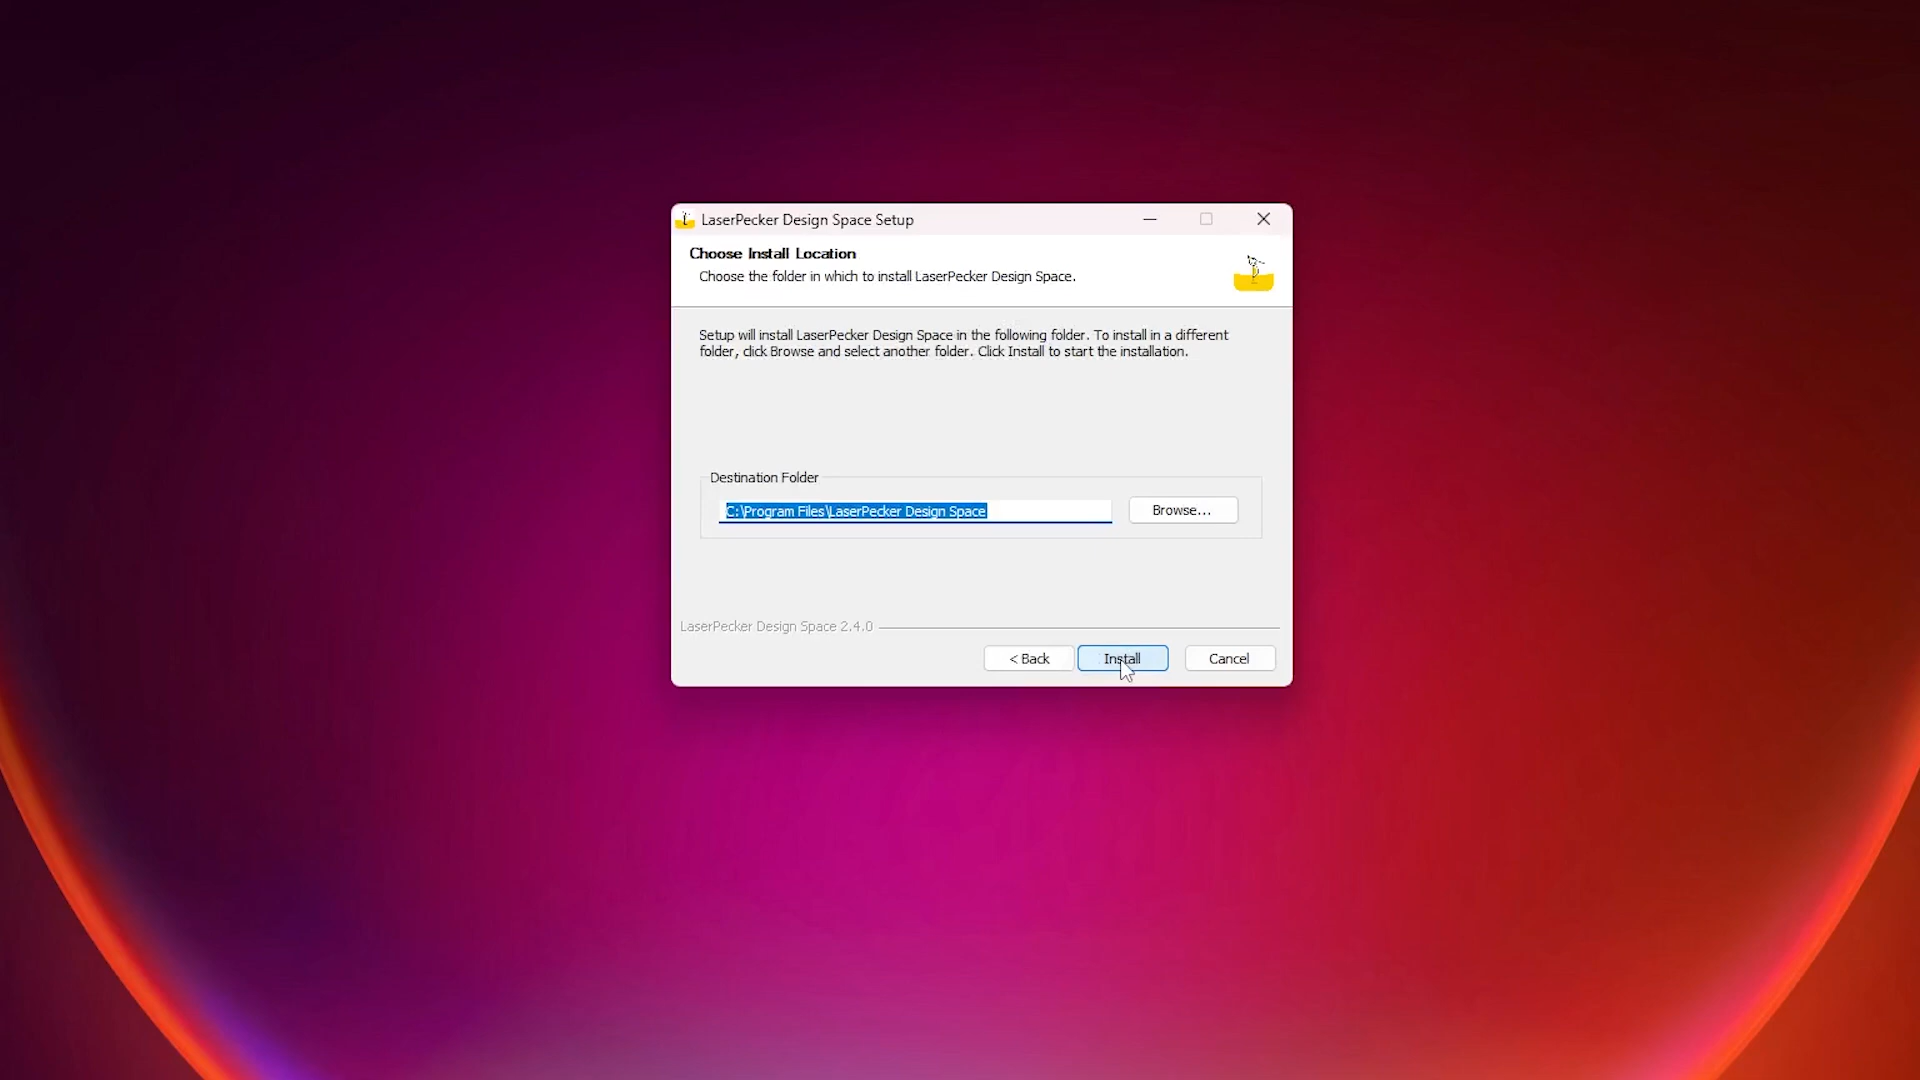 LaserPecker Design Space Setup
Choose Install Location
Choose the folder in which to install LaserPecker Design Space.
Setup will install LaserPecker Design Space in the following folder. To install in a different
folder, click Browse and select another folder. Click Install to start the installation.
Destination Folder
C:\Program Files\LaserPecker Design Space
Browse...
LaserPecker Design Space 2.4.0
< Back
Install
Cancel